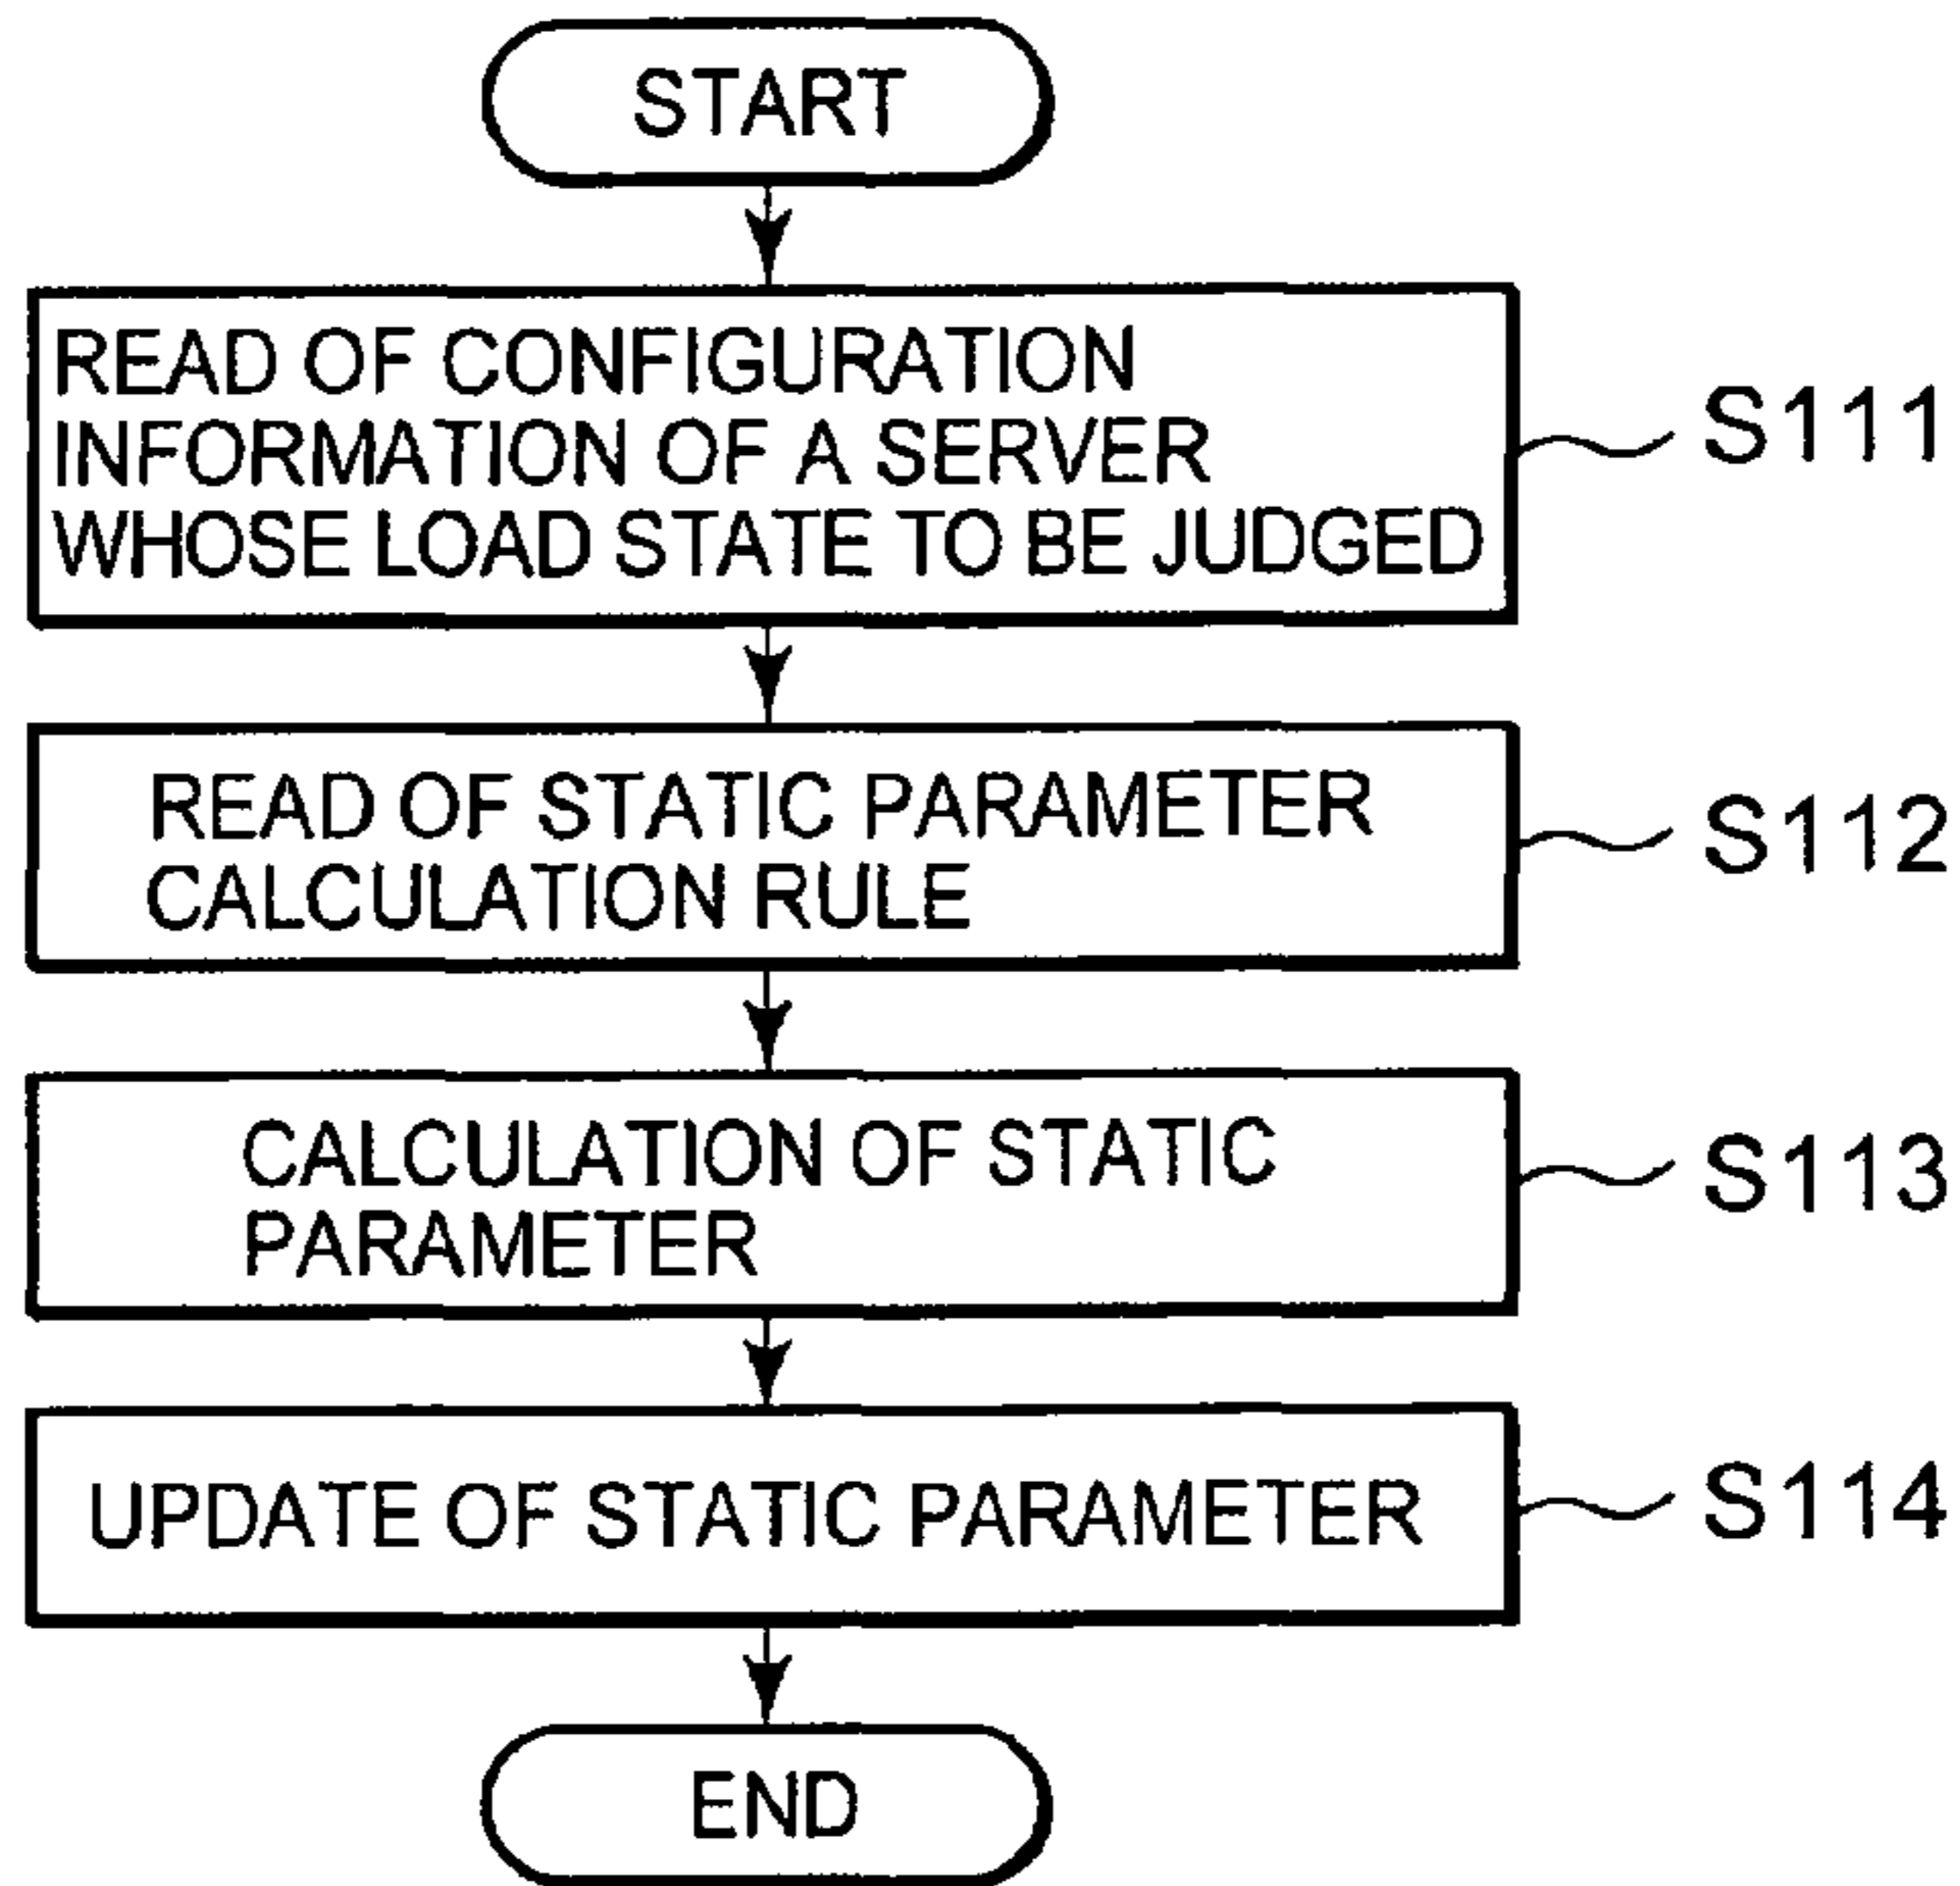 START
READ OF CONFIGURATION
INFORMATION OF A SERVER
WHOSE LOAD STATE TO BE JUDGED
S111
READ OF STATIC PARAMETER
CALCULATION RULE
S112
CALCULATION OF STATIC
PARAMETER
S113
UPDATE OF STATIC PARAMETER
S114
END